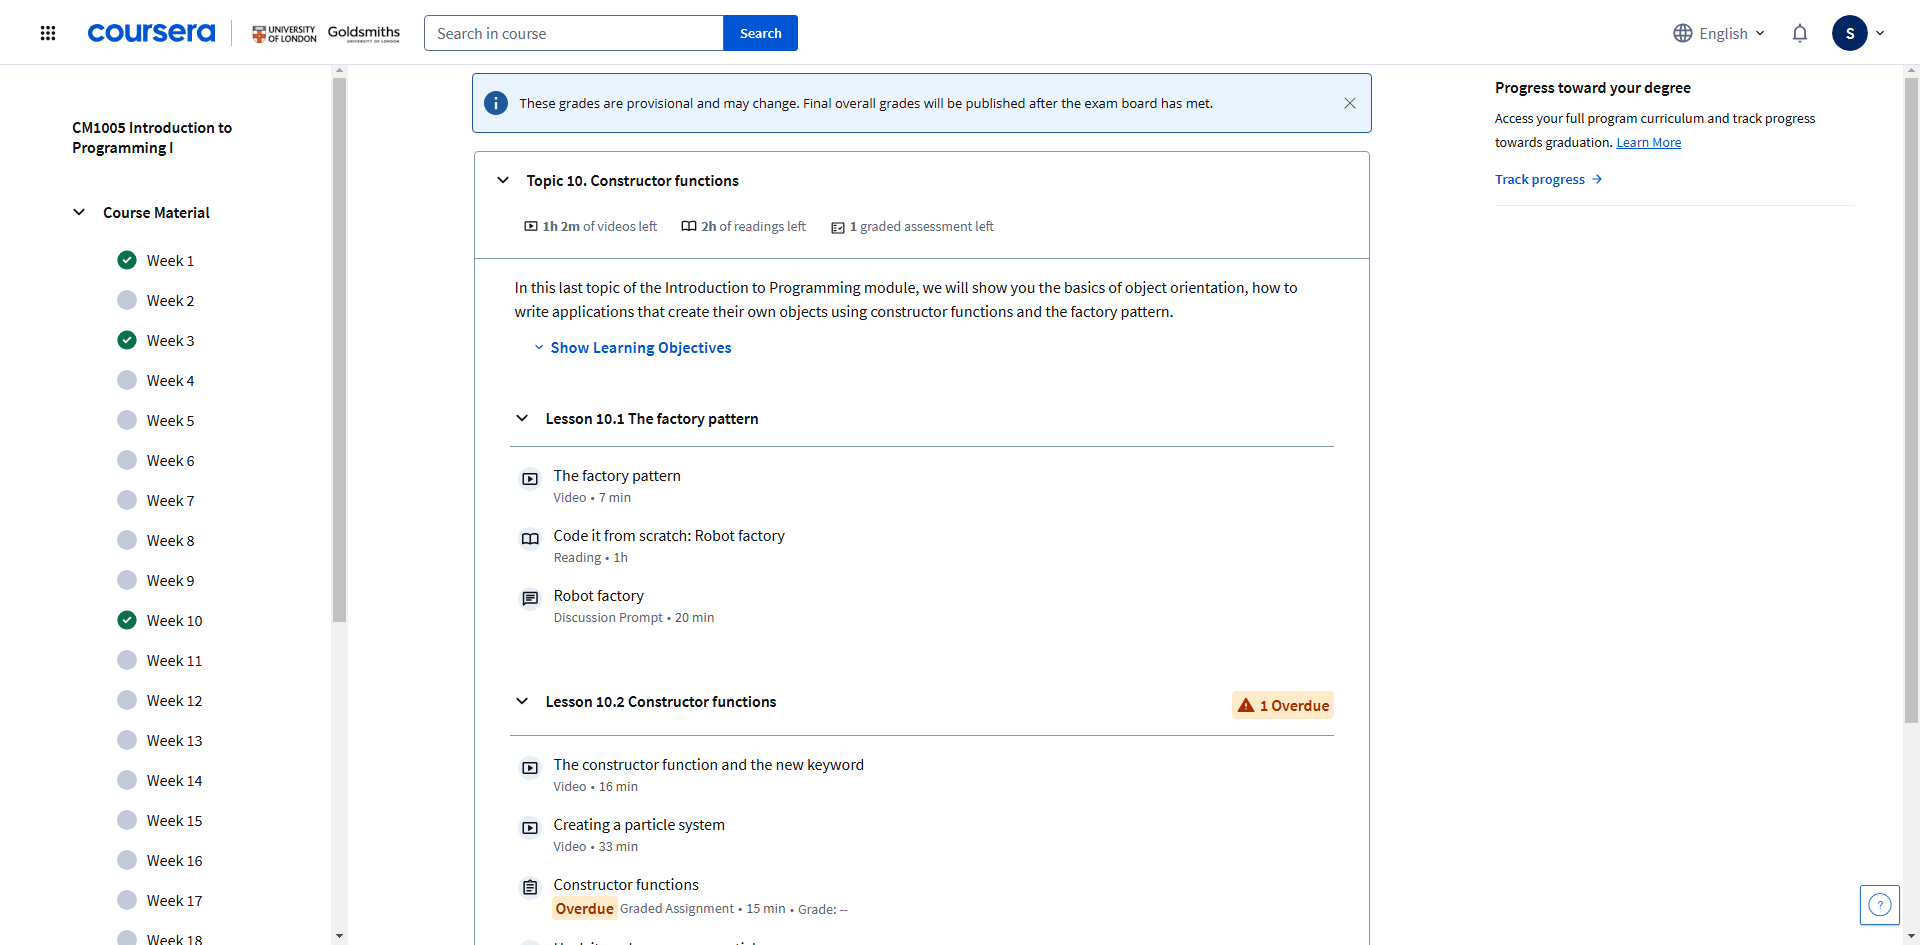 coursera
UNIVERSITY OF LONDON
Goldsmiths
UNIVERSITY OF LONDON
Search in course
Search
English
S
CM1005 Introduction to
Programming I
Course Material
Week 1
Week 2
Week 3
Week 4
Week 5
Week 6
Week 7
Week 8
Week 9
Week 10
Week 11
Week 12
Week 13
Week 14
Week 15
Week 16
Week 17
Week 18
These grades are provisional and may change. Final overall grades will be published after the exam board has met.
Topic 10. Constructor functions
1h 2m of videos left
2h of readings left
1 graded assessment left
In this last topic of the Introduction to Programming module, we will show you the basics of object orientation, how to
write applications that create their own objects using constructor functions and the factory pattern.
Show Learning Objectives
Lesson 10.1 The factory pattern
The factory pattern
Video • 7 min
Code it from scratch: Robot factory
Reading • 1h
Robot factory
Discussion Prompt • 20 min
Lesson 10.2 Constructor functions
1 Overdue
The constructor function and the new keyword
Video • 16 min
Creating a particle system
Video • 33 min
Constructor functions
Overdue Graded Assignment • 15 min • Grade: --
Progress toward your degree
Access your full program curriculum and track progress
towards graduation. Learn More
Track progress →
?